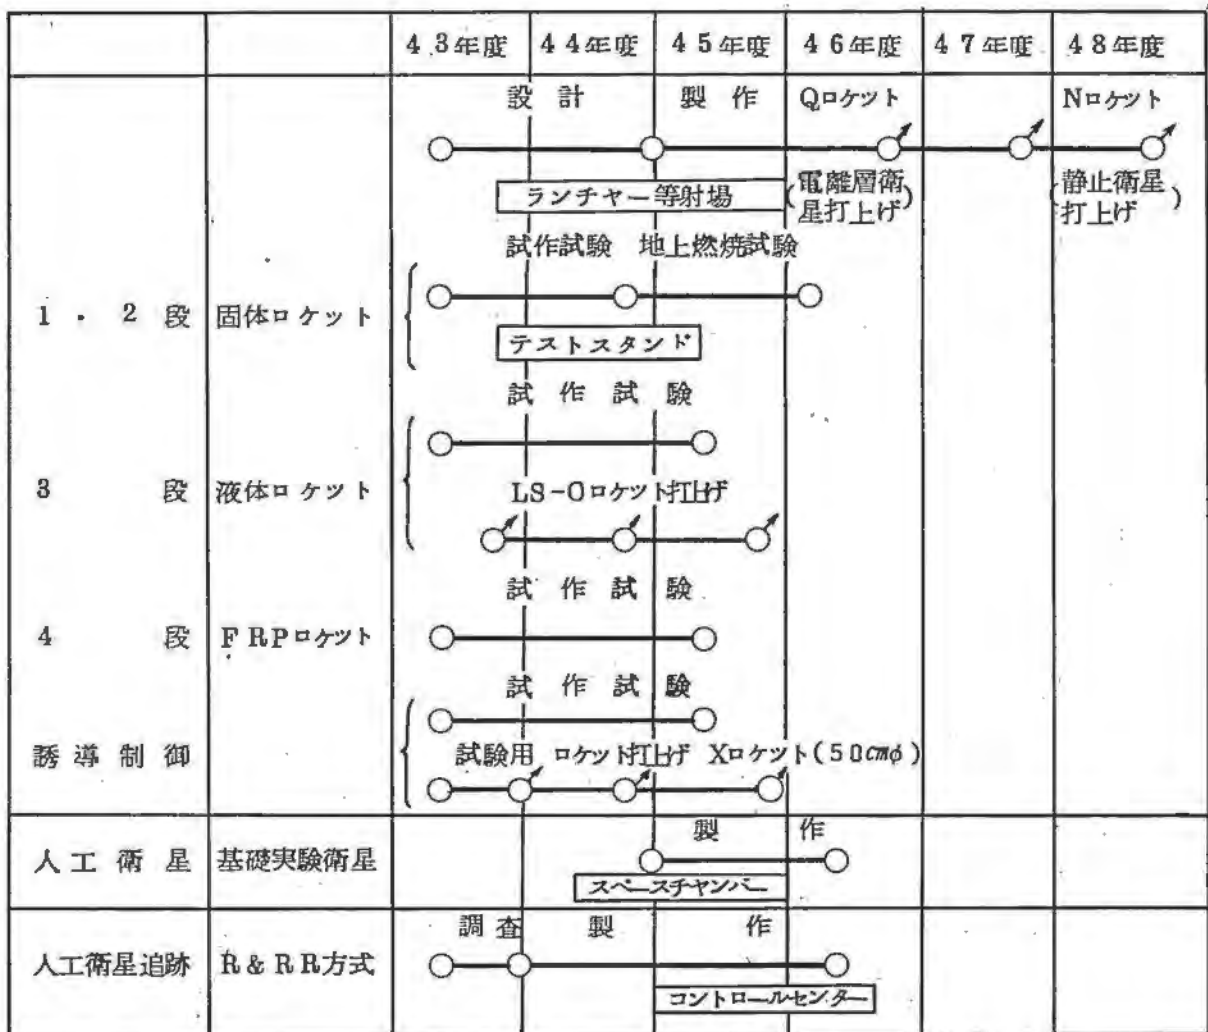 43年度 44年度 45年度 46年度 47年度 48年度
設計 製作 Qロケット Nロケット
ランチャー等射場 (電離層衛星打上げ) (静止衛星打上げ)
試作試験 地上燃焼試験
1・2段 固体ロケット
テストスタンド
試作試験
3段 液体ロケット LS-Cロケット打上げ
試作試験
4段 FRPロケット
試作試験
誘導制御 試験用ロケット打上げ Xロケット(50cmφ)
製作
人工衛星 基礎実験衛星
スペースチャンバー
調査 製作
人工衛星追跡 R&RR方式
コントロールセンター